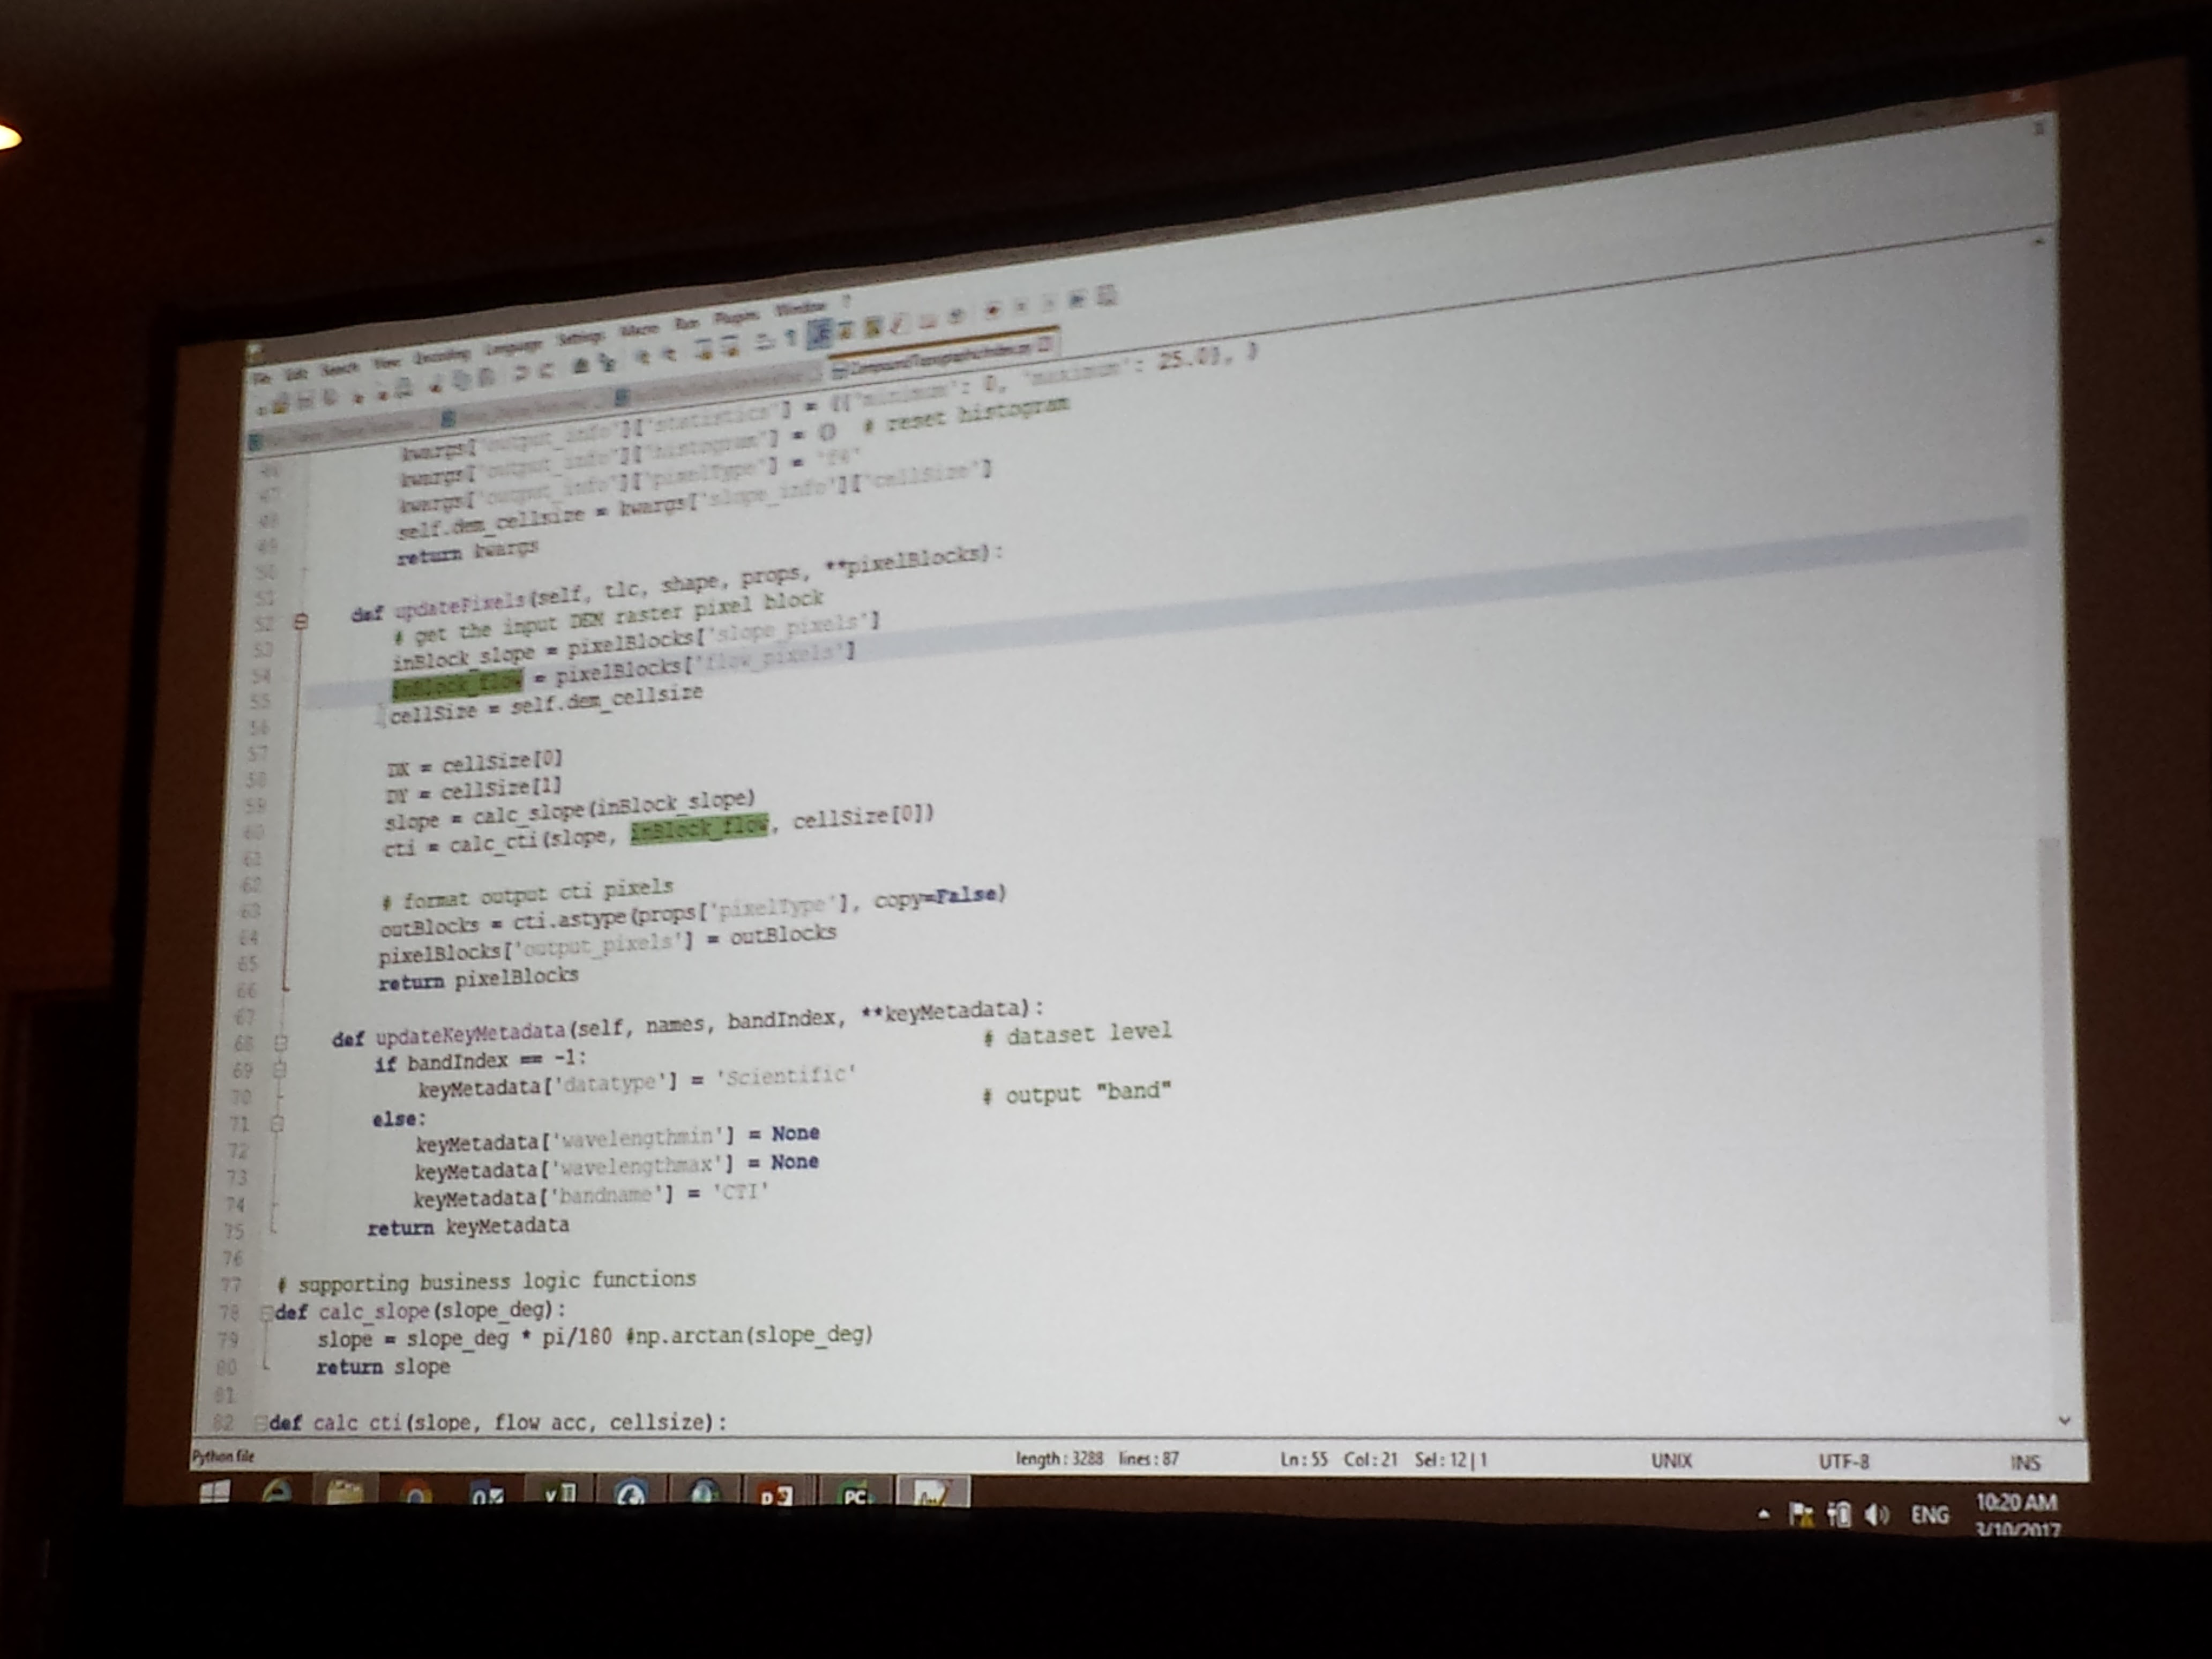 File Edit Search View Encoding Language Settings Macro Run Plugins Window ?
CompoundTopographicIndex.py
kwargs['output_info']['statistics'] = ({'minimum': 0, 'maximum': 25.0}, )
46 kwargs['output_info']['histogram'] = () # reset histogram
47 kwargs['output_info']['pixelType'] = 'f4'
48 self.dem_cellsize = kwargs['slope_info']['cellSize']
49 return kwargs
50
51
52 def updatePixels(self, tlc, shape, props, **pixelBlocks):
53 # get the input DEM raster pixel block
54 inBlock_slope = pixelBlocks['slope_pixels']
55 inBlock_flow = pixelBlocks['flow_pixels']
56 cellSize = self.dem_cellsize
57
58 DX = cellSize[0]
59 DY = cellSize[1]
60 slope = calc_slope(inBlock_slope)
61 cti = calc_cti(slope, inBlock_flow, cellSize[0])
62
63 # format output cti pixels
64 outBlocks = cti.astype(props['pixelType'], copy=False)
65 pixelBlocks['output_pixels'] = outBlocks
66 return pixelBlocks
67
68 def updateKeyMetadata(self, names, bandIndex, **keyMetadata):
69 if bandIndex == -1: # dataset level
70 keyMetadata['datatype'] = 'Scientific'
71 else: # output "band"
72 keyMetadata['wavelengthmin'] = None
73 keyMetadata['wavelengthmax'] = None
74 keyMetadata['bandname'] = 'CTI'
75 return keyMetadata
76
77 # supporting business logic functions
78 def calc_slope(slope_deg):
79 slope = slope_deg * pi/180 #np.arctan(slope_deg)
80 return slope
81
82 def calc_cti(slope, flow_acc, cellsize):
Python file length : 3288 lines : 87 Ln : 55 Col : 21 Sel : 12 | 1 UNIX UTF-8 INS
PC ENG 10:20 AM
3/10/2017